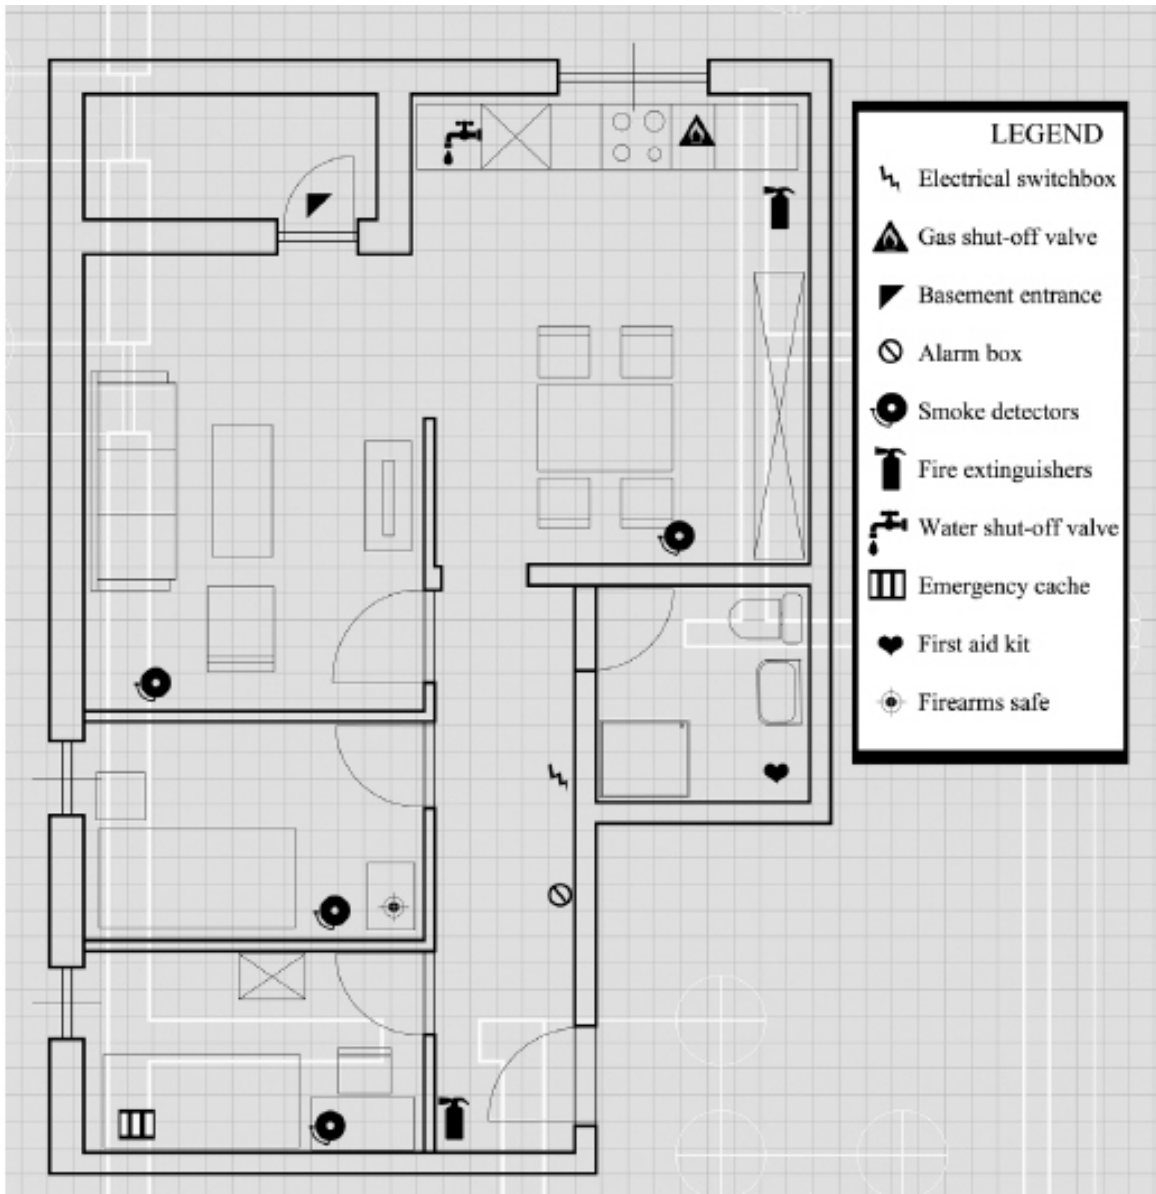 LEGEND
Electrical switchbox
Gas shut-off valve
Basement entrance
Alarm box
Smoke detectors
Fire extinguishers
Water shut-off valve
Emergency cache
First aid kit
Firearms safe